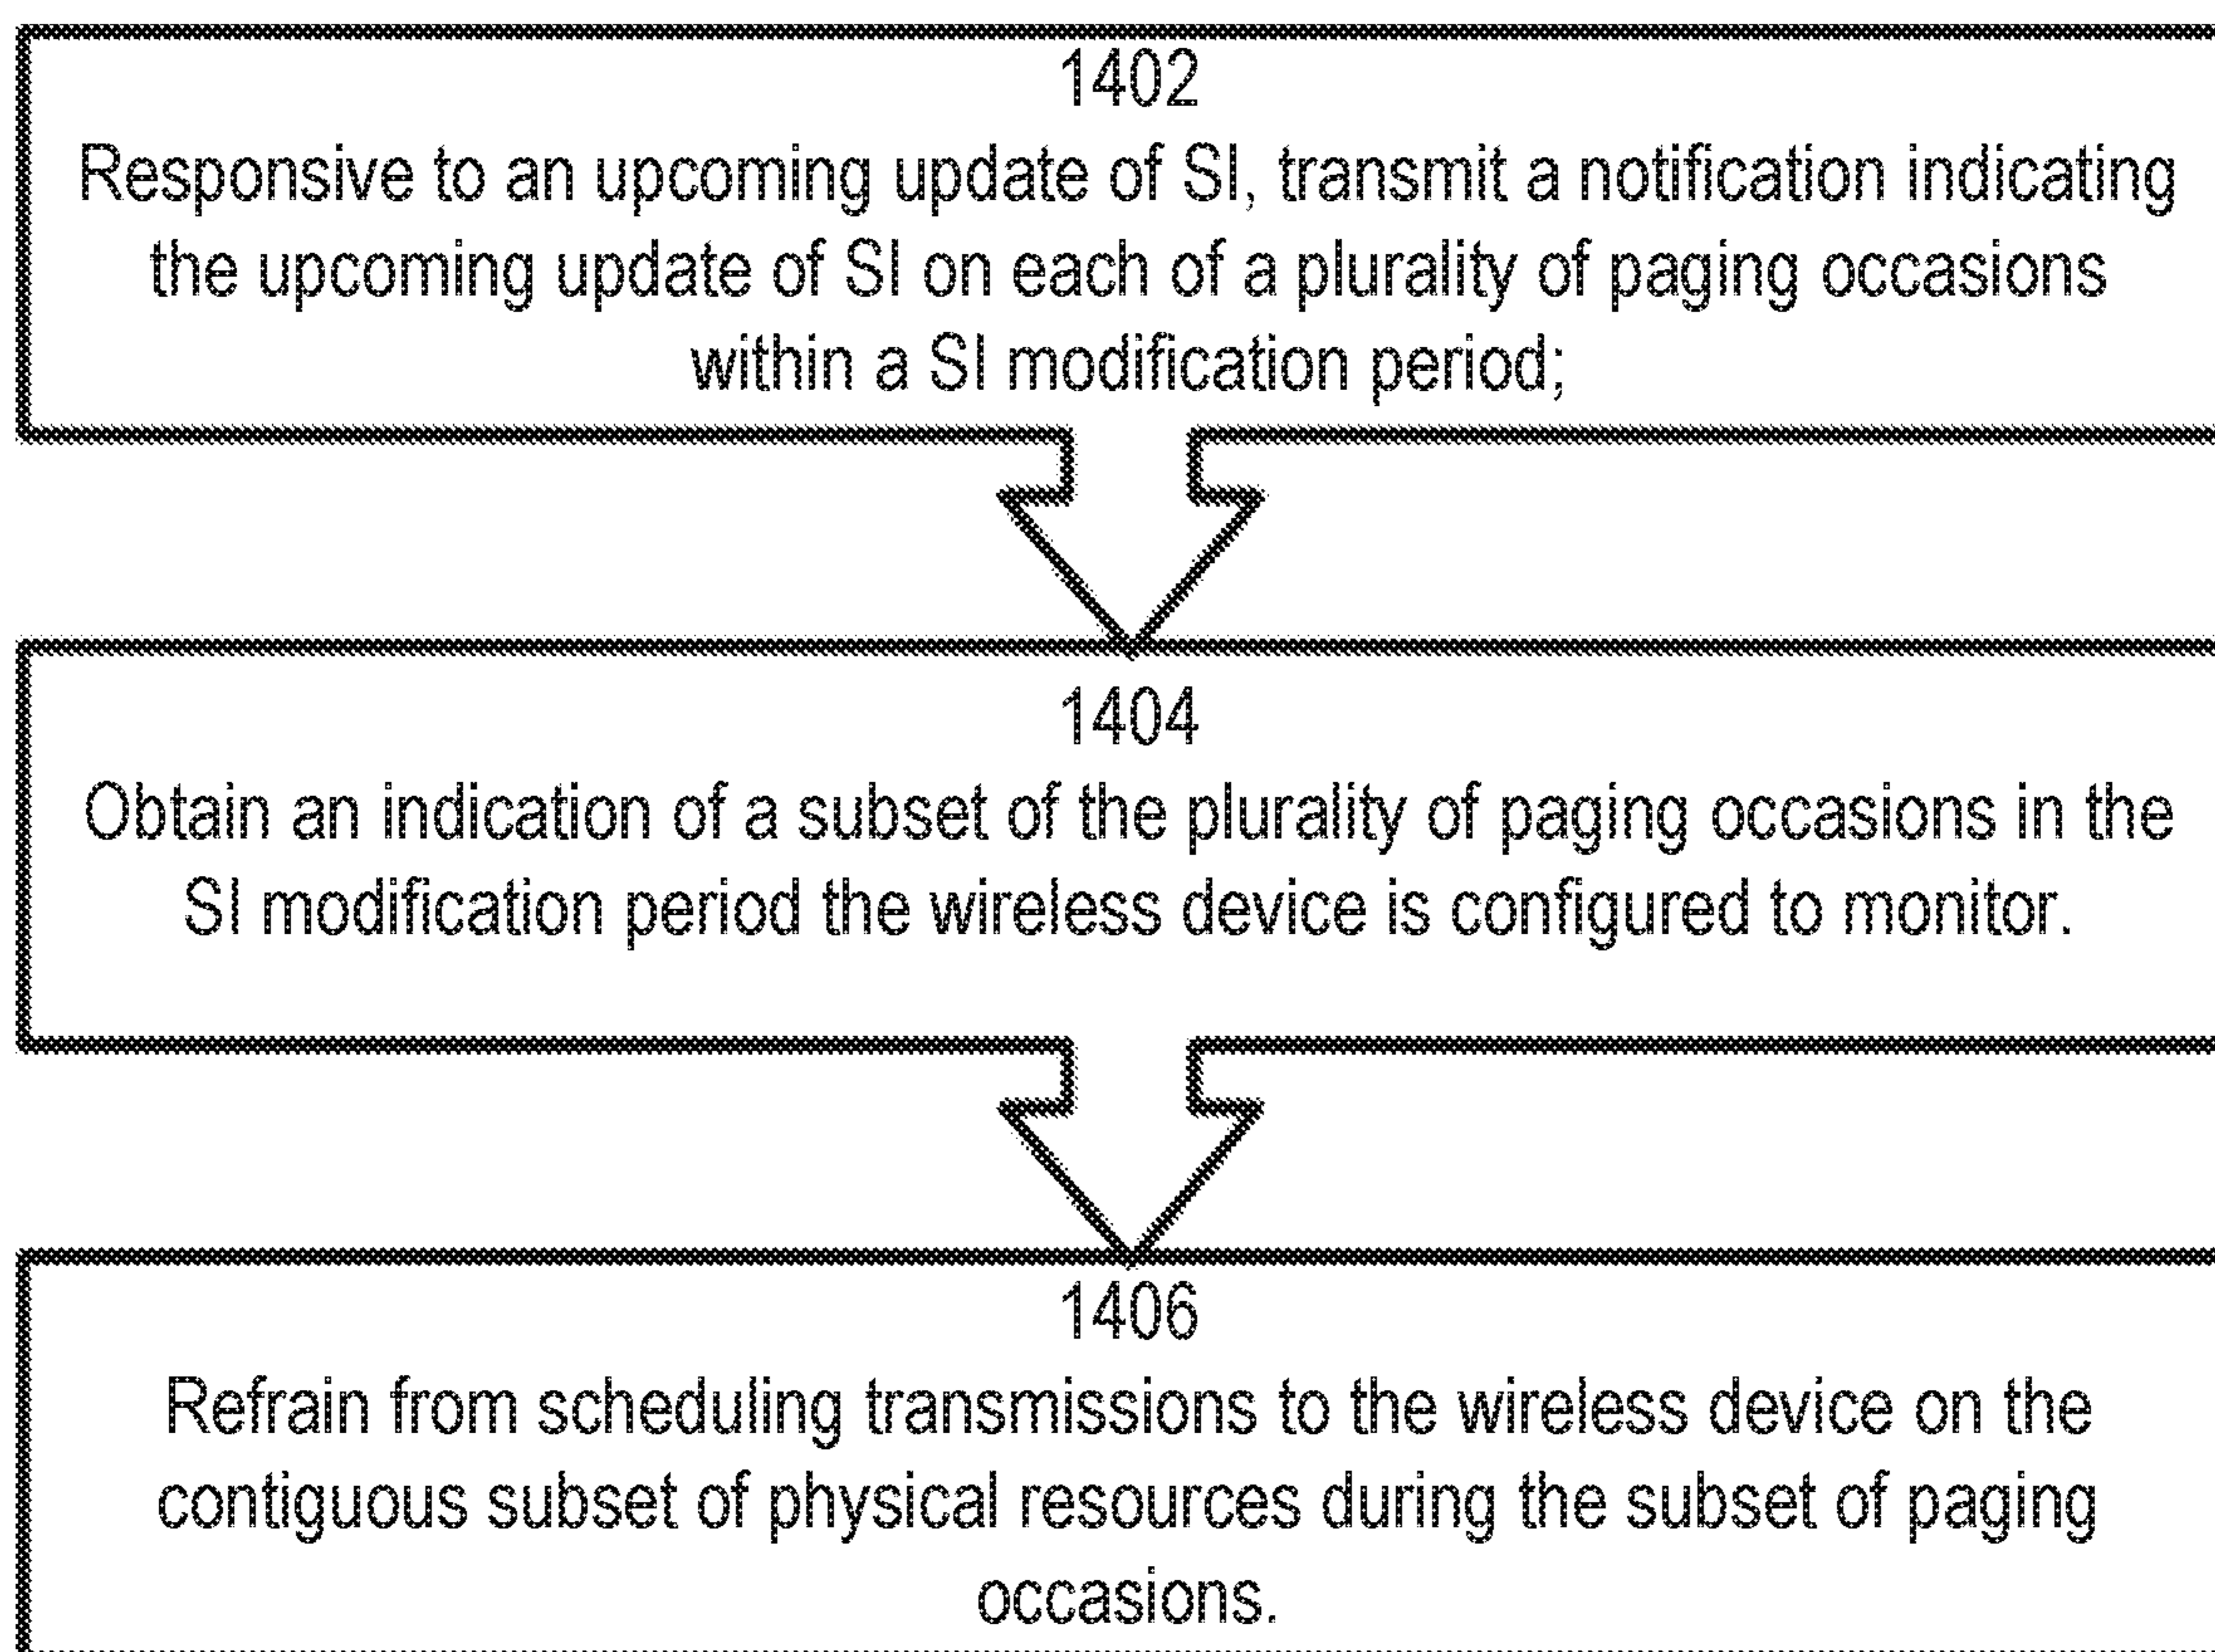 1402
Responsive to an upcoming update of SI, transmit a notification indicating
the upcoming update of SI on each of a plurality of paging occasions
within a SI modification period;
1404
Obtain an indication of a subset of the plurality of paging occasions in the
SI modification period the wireless device is configured to monitor.
1406
Refrain from scheduling transmissions to the wireless device on the
contiguous subset of physical resources during the subset of paging
occasions.